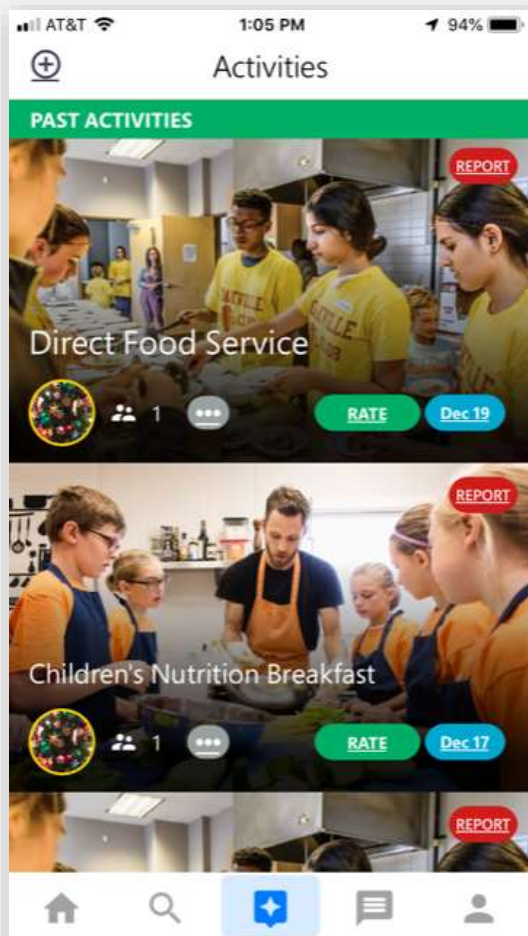 AT&T 1:05 PM 94%
Activities
PAST ACTIVITIES
REPORT
Direct Food Service
1 RATE Dec 19
REPORT
Children's Nutrition Breakfast
1 RATE Dec 17
REPORT